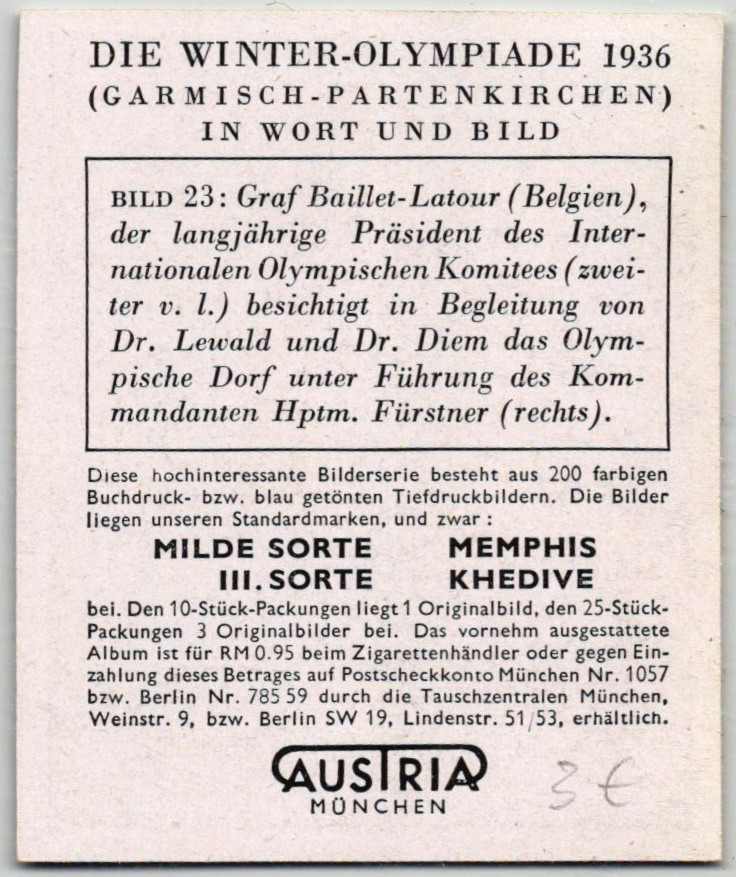 DIE WINTER-OLYMPIADE 1936
(GARMISCH-PARTENKIRCHEN)
IN WORT UND BILD
BILD 23: Graf Baillet-Latour (Belgien),
der langjährige Präsident des Inter-
nationalen Olympischen Komitees (zwei-
ter v. l.) besichtigt in Begleitung von
Dr. Lewald und Dr. Diem das Olym-
pische Dorf unter Führung des Kom-
mandanten Hptm. Fürstner (rechts).
Diese hochinteressante Bilderserie besteht aus 200 farbigen
Buchdruck- bzw. blau getönten Tiefdruckbildern. Die Bilder
liegen unseren Standardmarken, und zwar :
MILDE SORTE MEMPHIS
III. SORTE KHEDIVE
bei. Den 10-Stück-Packungen liegt 1 Originalbild, den 25-Stück-
Packungen 3 Originalbilder bei. Das vornehm ausgestattete
Album ist für RM 0.95 beim Zigarettenhändler oder gegen Ein-
zahlung dieses Betrages auf Postscheckkonto München Nr. 1057
bzw. Berlin Nr. 785 59 durch die Tauschzentralen München,
Weinstr. 9, bzw. Berlin SW 19, Lindenstr. 51/53, erhältlich.
AUSTRIA
MÜNCHEN
3 €